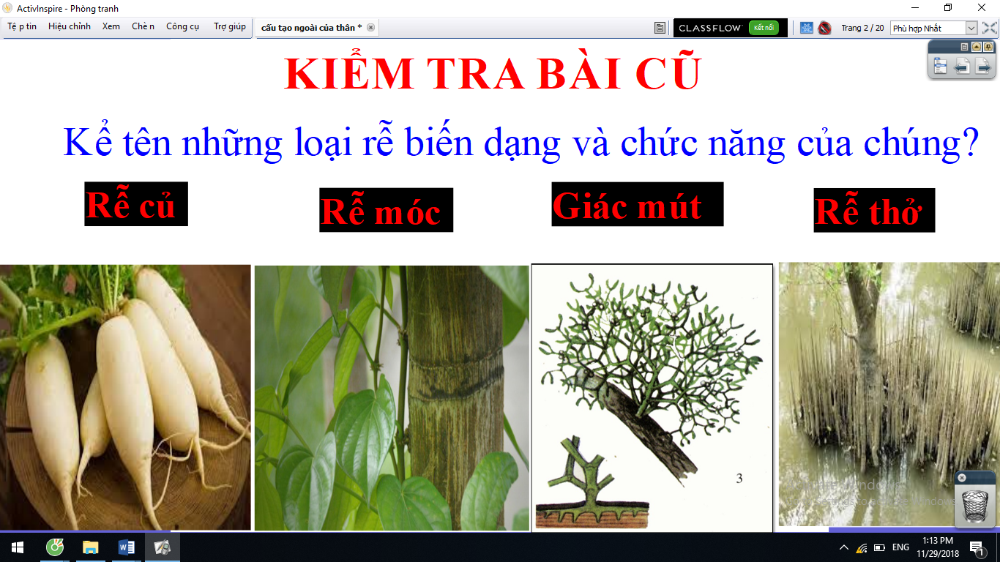 ActivInspire - Phòng tranh
Tệp tin Hiệu chỉnh Xem Chèn Công cụ Trợ giúp
cấu tạo ngoài của thân *
CLASSFLOW Kết nối
Trang 2 / 20 Phù hợp Nhất
KIỂM TRA BÀI CŨ
Kể tên những loại rễ biến dạng và chức năng của chúng?
Rễ củ Rễ móc Giác mút Rễ thở
3
ENG
1:13 PM
11/29/2018
1